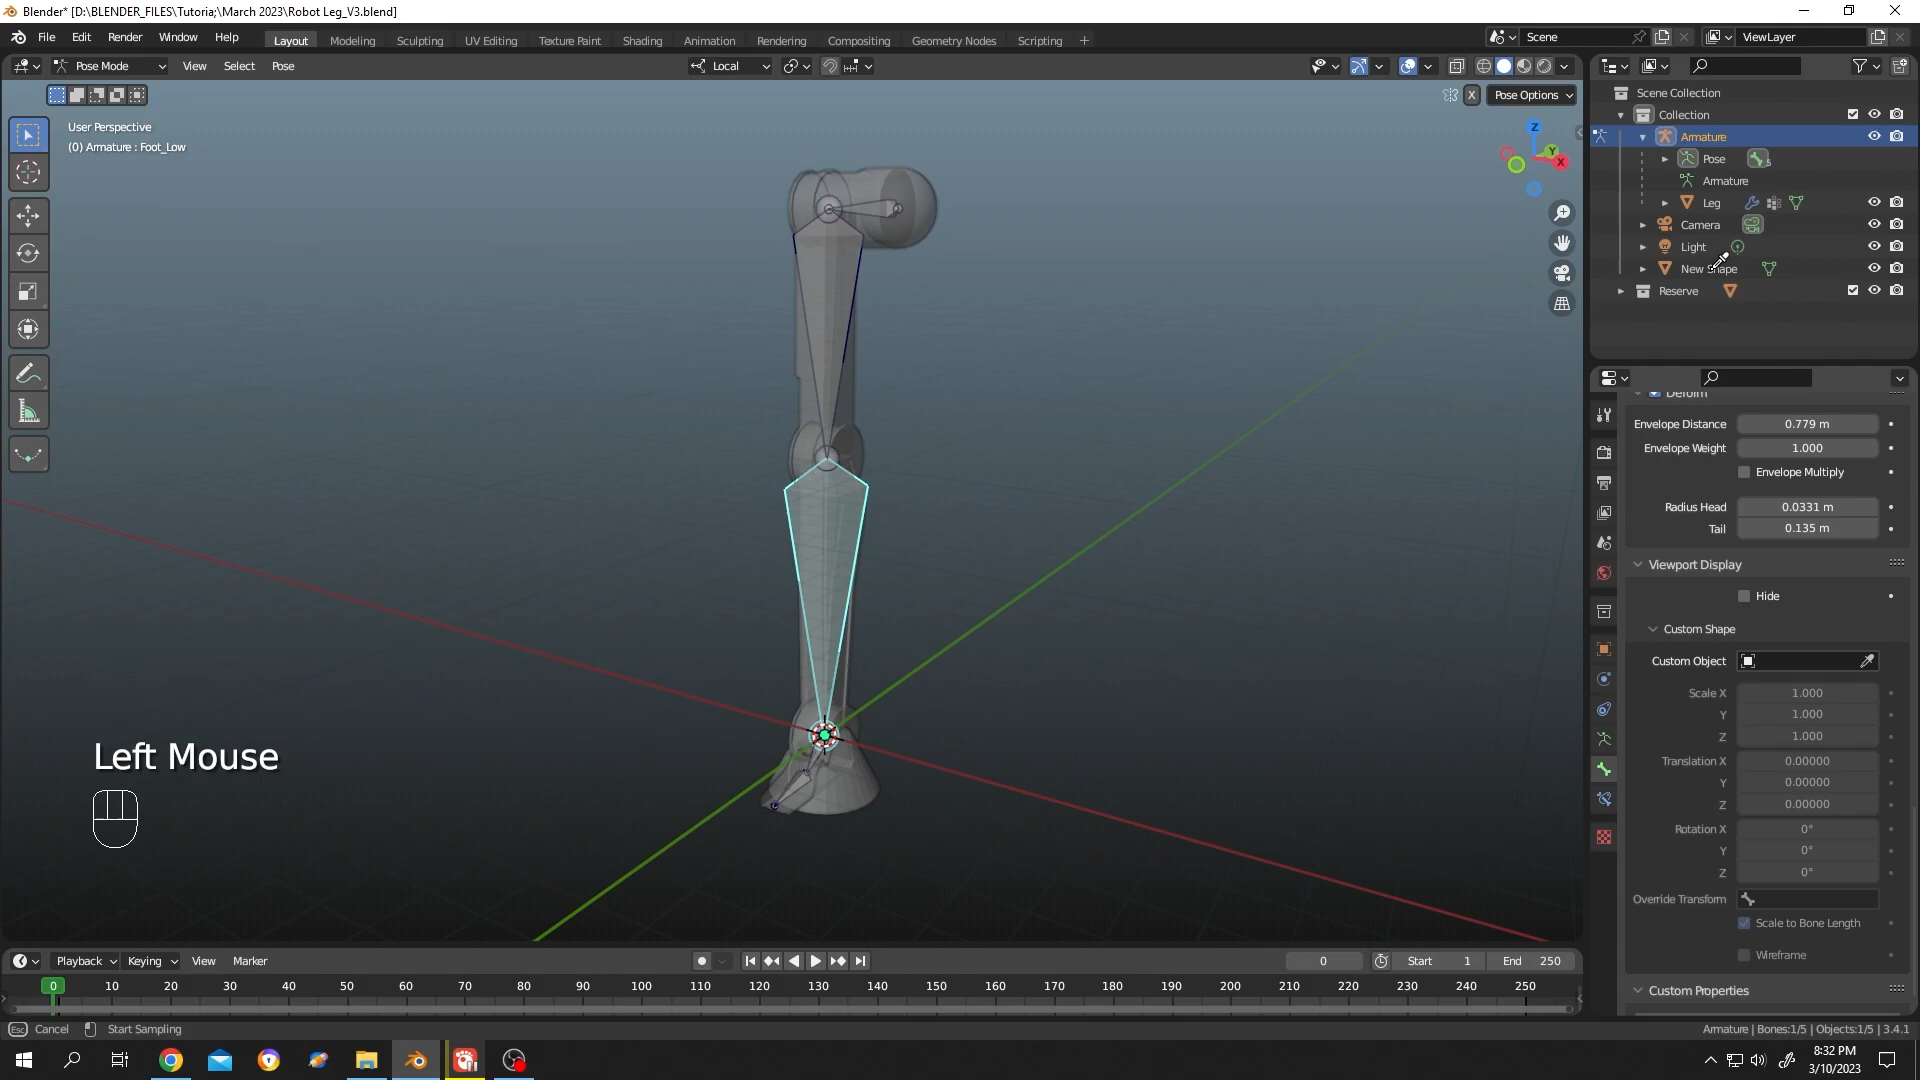 Blender* [D:\BLENDER_FILES\Tutoria;\March 2023\Robot Leg_V3.blend]
File Edit Render Window Help Layout Modeling Sculpting UV Editing Texture Paint Shading Animation Rendering Compositing Geometry Nodes Scripting Scene ViewLayer
Pose Mode View Select Pose Local
X Pose Options
User Perspective
(0) Armature : Foot_Low
Z
Y
X
Scene Collection
Collection
Armature
Pose 5
Armature
Leg
Camera
Light
New Shape
Reserve
Deform
Envelope Distance 0.779 m
Envelope Weight 1.000
Envelope Multiply
Radius Head 0.0331 m
Tail 0.135 m
Viewport Display
Hide
Custom Shape
Custom Object
Scale X 1.000
Y 1.000
Z 1.000
Translation X 0.00000
Y 0.00000
Z 0.00000
Rotation X 0°
Y 0°
Z 0°
Override Transform
Scale to Bone Length
Wireframe
Custom Properties
Left Mouse
Playback Keying View Marker 0 Start 1 End 250
0 10 20 30 40 50 60 70 80 90 100 110 120 130 140 150 160 170 180 190 200 210 220 230 240 250
Esc Cancel Start Sampling Armature | Bones:1/5 | Objects:1/5 | 3.4.1
8:32 PM
3/10/2023